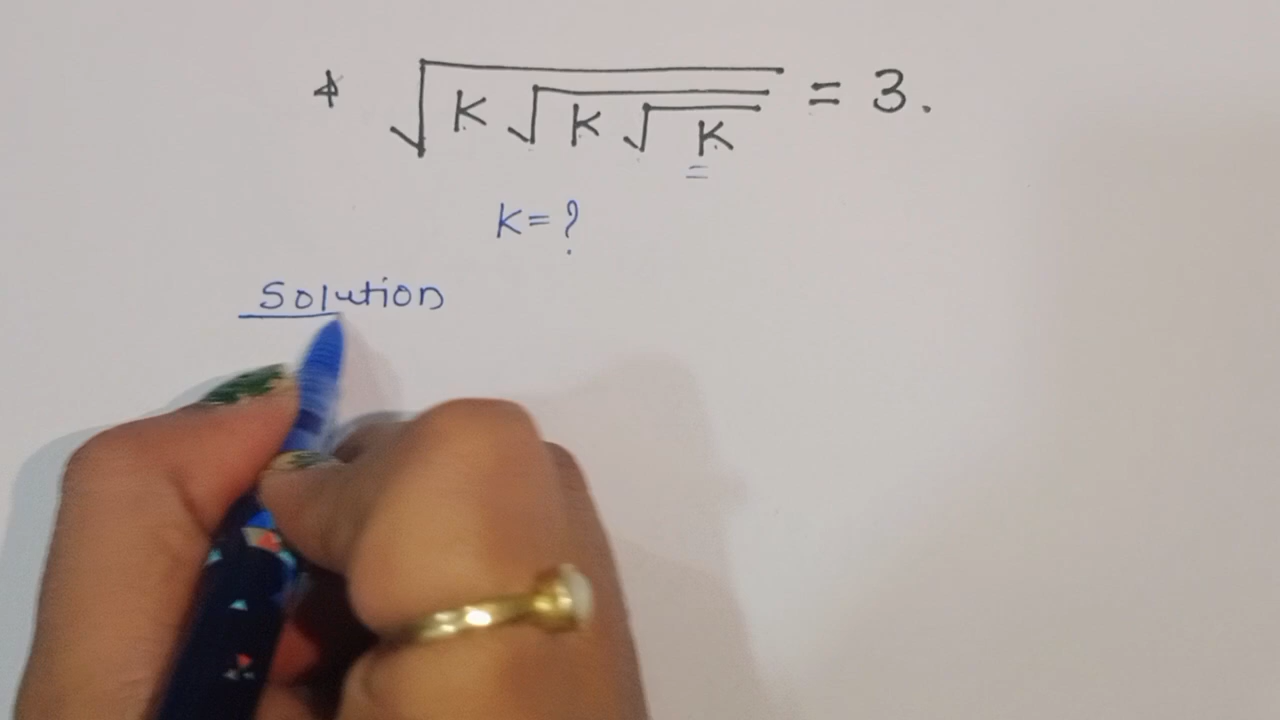 * √(K √(K √K)) = 3.
K = ?
Solution